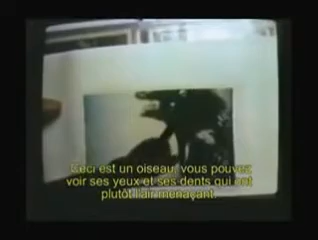 Ceci est un oiseau, vous pouvez
voir ses yeux et ses dents qui ont
plutôt l'air menaçant.